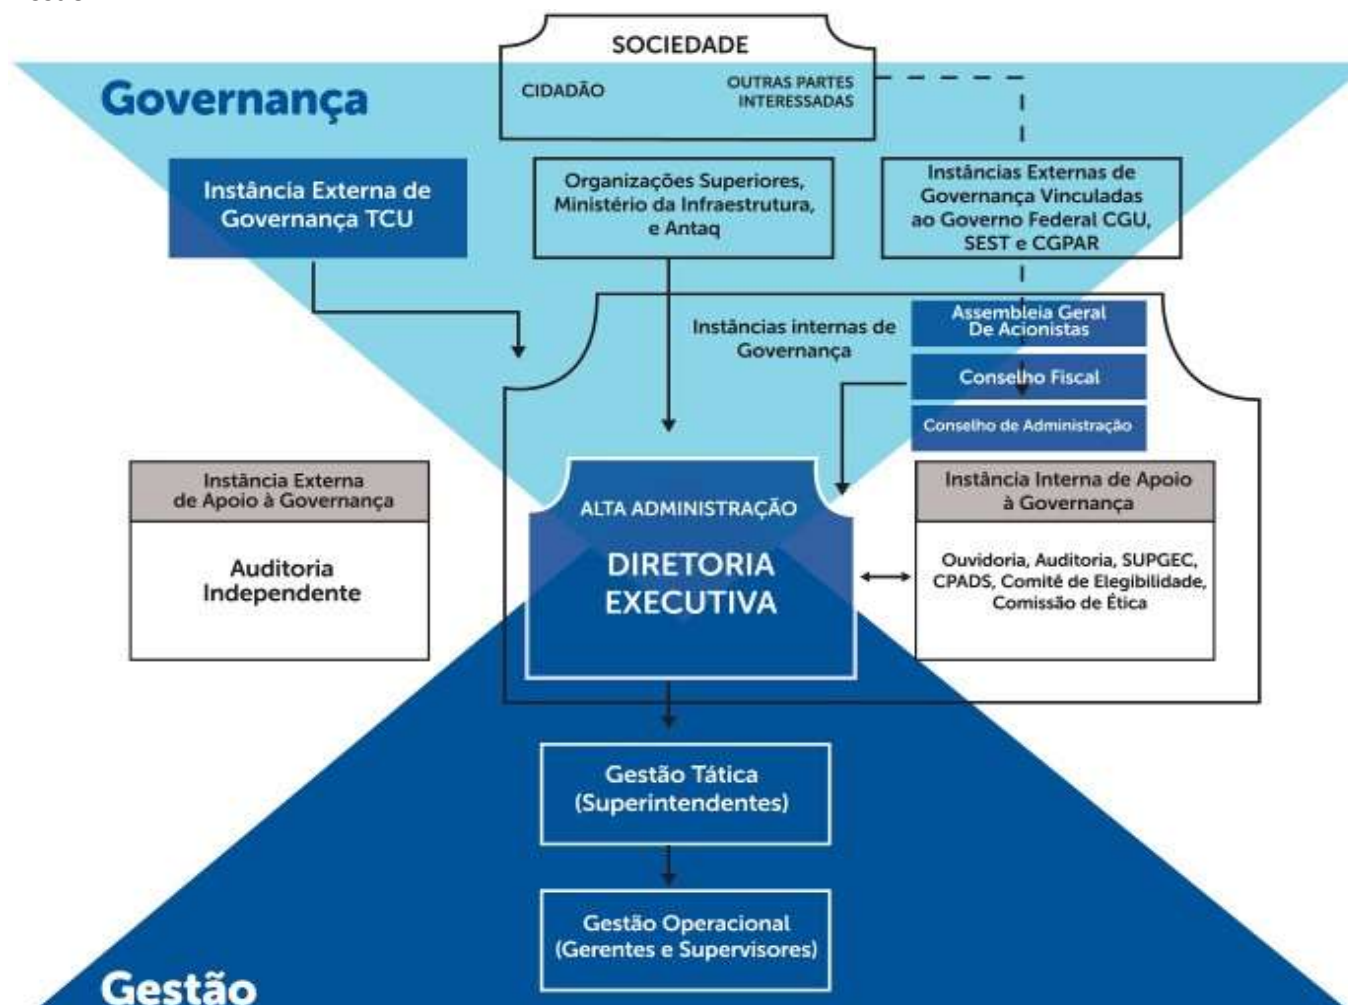 SOCIEDADE
CIDADÃO
OUTRAS PARTES
INTERESSADAS
Governança
Instância Externa de
Governança TCU
Organizações Superiores,
Ministério da Infraestrutura,
e Antaq
Instâncias Externas de
Governança Vinculadas
ao Governo Federal CGU,
SEST e CGPAR
Instâncias internas de
Governança
Assembleia Geral
De Acionistas
Conselho Fiscal
Conselho de Administração
Instância Externa
de Apoio à Governança
Auditoria
Independente
ALTA ADMINISTRAÇÃO
DIRETORIA
EXECUTIVA
Instância Interna de Apoio
à Governança
Ouvidoria, Auditoria, SUPGEC,
CPADS, Comitê de Elegibilidade,
Comissão de Ética
Gestão Tática
(Superintendentes)
Gestão Operacional
(Gerentes e Supervisores)
Gestão